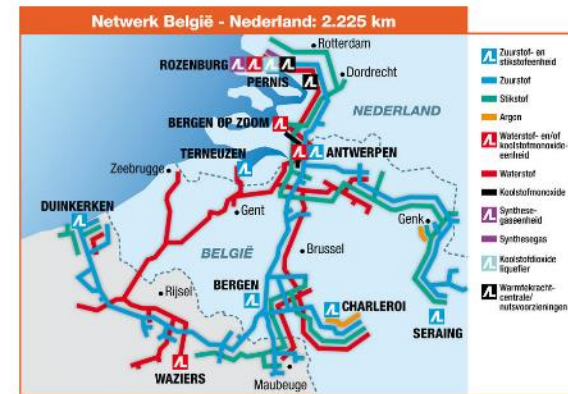 Netwerk België - Nederland: 2.225 km
Rotterdam
ROZENBURG
PERNIS
Dordrecht
NEDERLAND
BERGEN OP ZOOM
TERNEUZEN
ANTWERPEN
Zeebrugge
DUINKERKEN
Gent
Genk
BELGIË
Brussel
Rijsel
BERGEN
CHARLEROI
SERAING
WAZIERS
Maubeuge
Zuurstof- en
stikstofeenheid
Zuurstof
Stikstof
Argon
Waterstof- en/of
koolstofmonoxide-
eenheid
Waterstof
Koolstofmonoxide
Synthese-
gaseenheid
Synthesegas
Koolstofdioxide
liquefier
Warmtekracht-
centrale/
nutsvoorzieningen